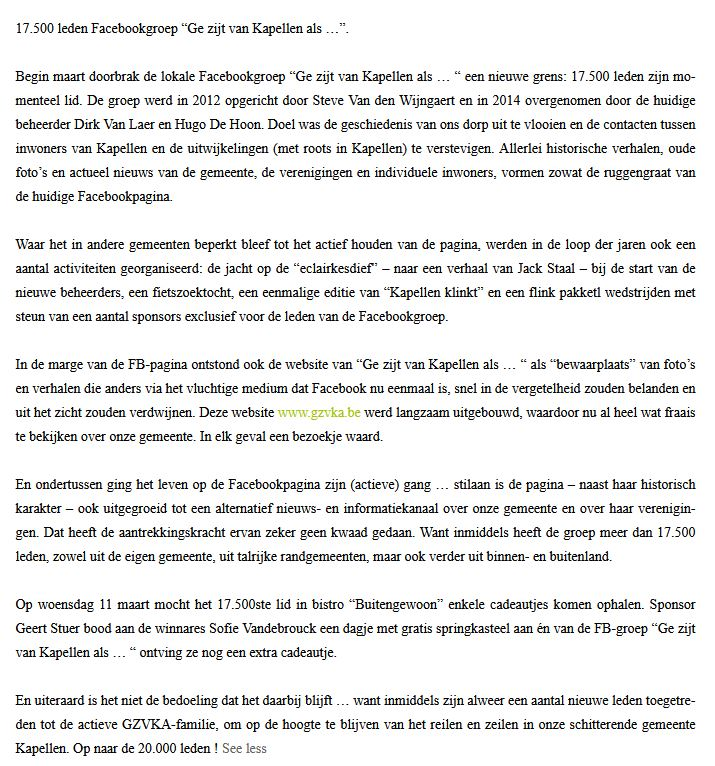 17.500 leden Facebookgroep “Ge zijt van Kapellen als …”.
Begin maart doorbrak de lokale Facebookgroep “Ge zijt van Kapellen als … “ een nieuwe grens: 17.500 leden zijn mo-
menteel lid. De groep werd in 2012 opgericht door Steve Van den Wijngaert en in 2014 overgenomen door de huidige
beheerder Dirk Van Laer en Hugo De Hoon. Doel was de geschiedenis van ons dorp uit te vlooien en de contacten tussen
inwoners van Kapellen en de uitwijkelingen (met roots in Kapellen) te verstevigen. Allerlei historische verhalen, oude
foto’s en actueel nieuws van de gemeente, de verenigingen en individuele inwoners, vormen zowat de ruggengraat van
de huidige Facebookpagina.
Waar het in andere gemeenten beperkt bleef tot het actief houden van de pagina, werden in de loop der jaren ook een
aantal activiteiten georganiseerd: de jacht op de “eclairkesdief” – naar een verhaal van Jack Staal – bij de start van de
nieuwe beheerders, een fietszoektocht, een eenmalige editie van “Kapellen klinkt” en een flink pakketl wedstrijden met
steun van een aantal sponsors exclusief voor de leden van de Facebookgroep.
In de marge van de FB-pagina ontstond ook de website van “Ge zijt van Kapellen als … “ als “bewaarplaats” van foto’s
en verhalen die anders via het vluchtige medium dat Facebook nu eenmaal is, snel in de vergetelheid zouden belanden en
uit het zicht zouden verdwijnen. Deze website www.gzvka.be werd langzaam uitgebouwd, waardoor nu al heel wat fraais
te bekijken over onze gemeente. In elk geval een bezoekje waard.
En ondertussen ging het leven op de Facebookpagina zijn (actieve) gang … stilaan is de pagina – naast haar historisch
karakter – ook uitgegroeid tot een alternatief nieuws- en informatiekanaal over onze gemeente en over haar verenigin-
gen. Dat heeft de aantrekkingskracht ervan zeker geen kwaad gedaan. Want inmiddels heeft de groep meer dan 17.500
leden, zowel uit de eigen gemeente, uit talrijke randgemeenten, maar ook verder uit binnen- en buitenland.
Op woensdag 11 maart mocht het 17.500ste lid in bistro “Buitengewoon” enkele cadeautjes komen ophalen. Sponsor
Geert Stuer bood aan de winnares Sofie Vandebrouck een dagje met gratis springkasteel aan én van de FB-groep “Ge zijt
van Kapellen als … “ ontving ze nog een extra cadeautje.
En uiteraard is het niet de bedoeling dat het daarbij blijft … want inmiddels zijn alweer een aantal nieuwe leden toegetre-
den tot de actieve GZVKA-familie, om op de hoogte te blijven van het reilen en zeilen in onze schitterende gemeente
Kapellen. Op naar de 20.000 leden ! See less